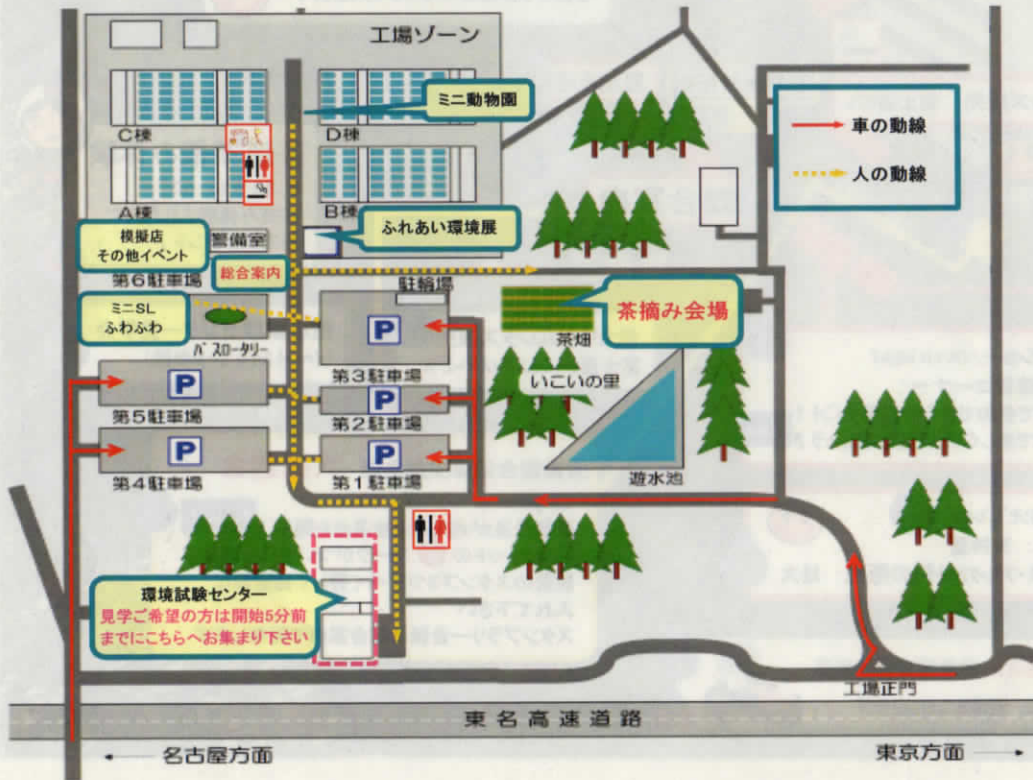 工場ゾーン
ミニ動物園
C棟
D棟
車の動線
人の動線
A棟
B棟
模擬店
その他イベント
警備室
ふれあい環境展
第6駐車場
総合案内
駐輪場
ミニSL
ふわふわ
茶摘み会場
茶畑
バスロータリー
P
第3駐車場
いこいの里
P
P
第5駐車場
第2駐車場
P
P
第4駐車場
第1駐車場
遊水池
環境試験センター
見学ご希望の方は開始5分前
までにこちらへお集まり下さい
工場正門
東名高速道路
名古屋方面
東京方面